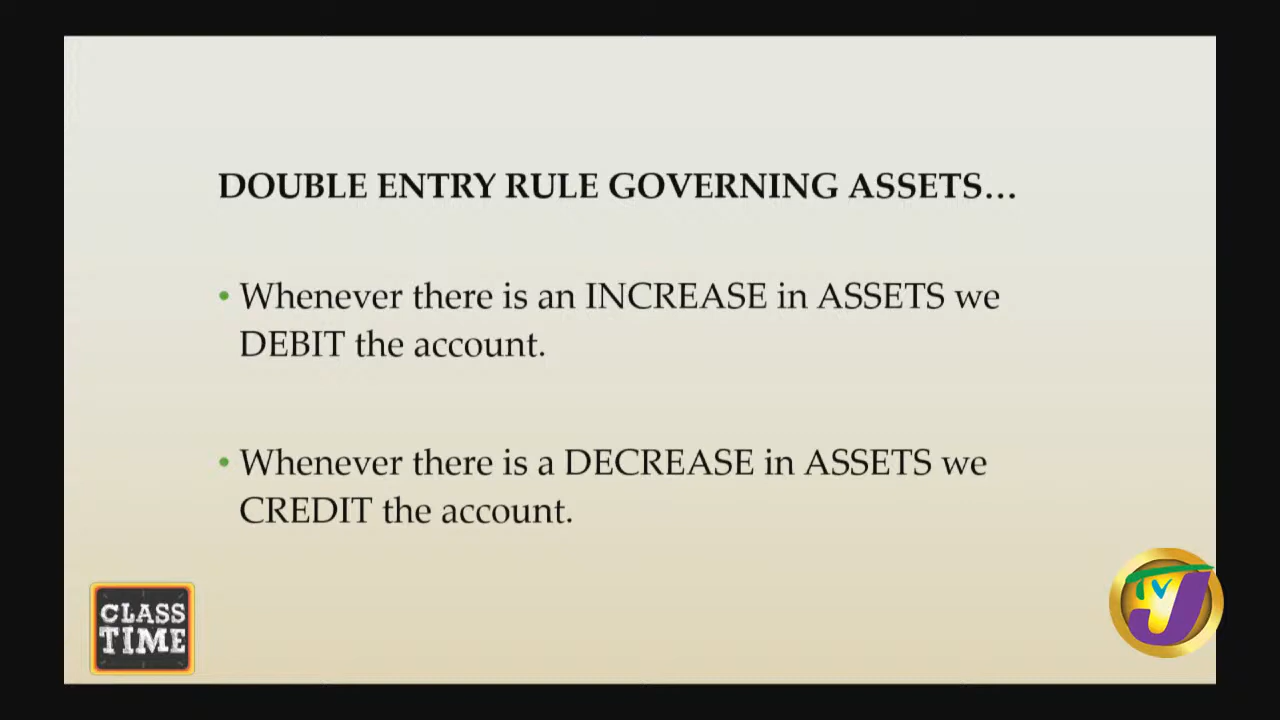 DOUBLE ENTRY RULE GOVERNING ASSETS…
• Whenever there is an INCREASE in ASSETS we
DEBIT the account.
• Whenever there is a DECREASE in ASSETS we
CREDIT the account.
CLASS
TIME
TVJ